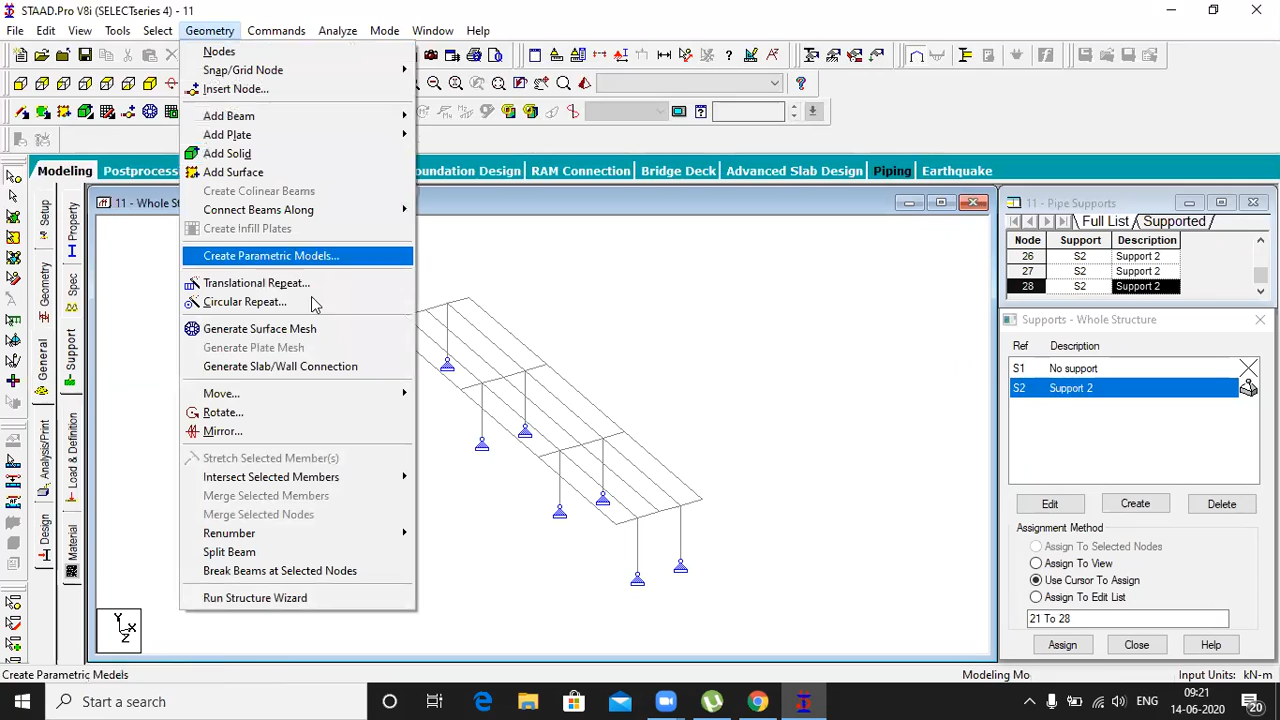 STAAD.Pro V8i (SELECTseries 4) - 11
File Edit View Tools Select Geometry Commands Analyze Mode Window Help
Modeling Postprocess oundation Design RAM Connection Bridge Deck Advanced Slab Design Piping Earthquake
Nodes
Snap/Grid Node
Insert Node...
Add Beam
Add Plate
Add Solid
Add Surface
Create Colinear Beams
Connect Beams Along
Create Infill Plates
Create Parametric Models...
Translational Repeat...
Circular Repeat...
Generate Surface Mesh
Generate Plate Mesh
Generate Slab/Wall Connection
Move...
Rotate...
Mirror...
Stretch Selected Member(s)
Intersect Selected Members
Merge Selected Members
Merge Selected Nodes
Renumber
Split Beam
Break Beams at Selected Nodes
Run Structure Wizard
Setup
Geometry
General
Analysis/Print
Design
Property
Spec
Support
Load & Definition
Material
11 - Whole St
Y
X
Z
11 - Pipe Supports
Full List Supported
Node Support Description
26 S2 Support 2
27 S2 Support 2
28 S2 Support 2
Supports - Whole Structure
Ref Description
S1 No support
S2 Support 2
Edit Create Delete
Assignment Method
Assign To Selected Nodes
Assign To View
Use Cursor To Assign
Assign To Edit List
21 To 28
Assign Close Help
Create Parametric Medels
Modeling Mo
Input Units: kN-m
Start a search
ENG
09:21
14-06-2020
20